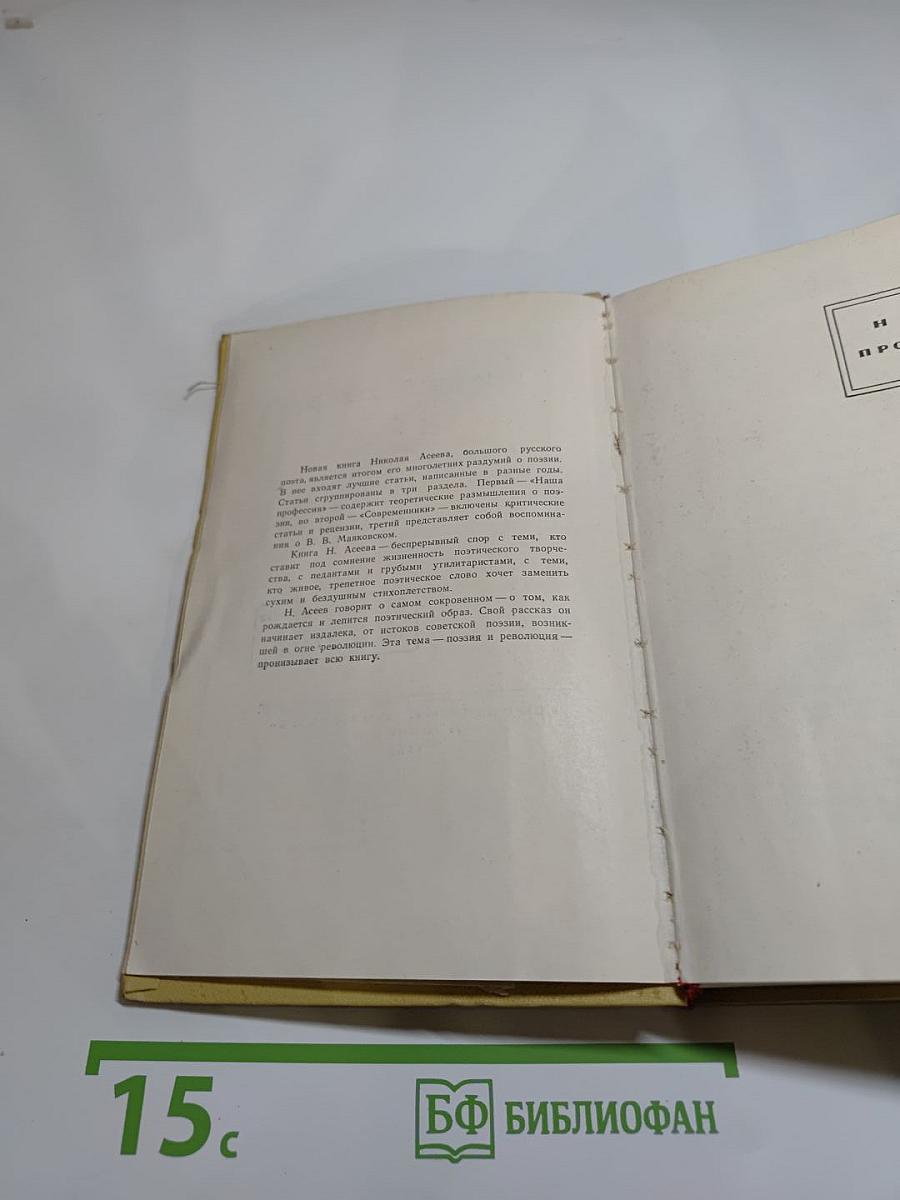 Новая книга Николая Асеева, большого русского
поэта, является итогом его многолетних раздумий о поэзии.
В нее входят лучшие статьи, написанные в разные годы.
Статьи сгруппированы в три раздела. Первый — «Наша
профессия» — содержит теоретические размышления о поэ-
зии, во второй — «Современники» — включены критические
статьи и рецензии, третий представляет собой воспомина-
ния о В. В. Маяковском.
Книга Н. Асеева — беспрерывный спор с теми, кто
ставит под сомнение жизненность поэтического творче-
ства, с педантами и грубыми утилитаристами, с теми,
кто живое, трепетное поэтическое слово хочет заменить
сухим и бездушным стихоплетством.
Н. Асеев говорит о самом сокровенном — о том, как
рождается и лепится поэтический образ. Свой рассказ он
начинает издалека, от истоков советской поэзии, возник-
шей в огне революции. Эта тема — поэзия и революция —
пронизывает всю книгу.
Н
ПРО
15 с
БФ БИБЛИОФАН